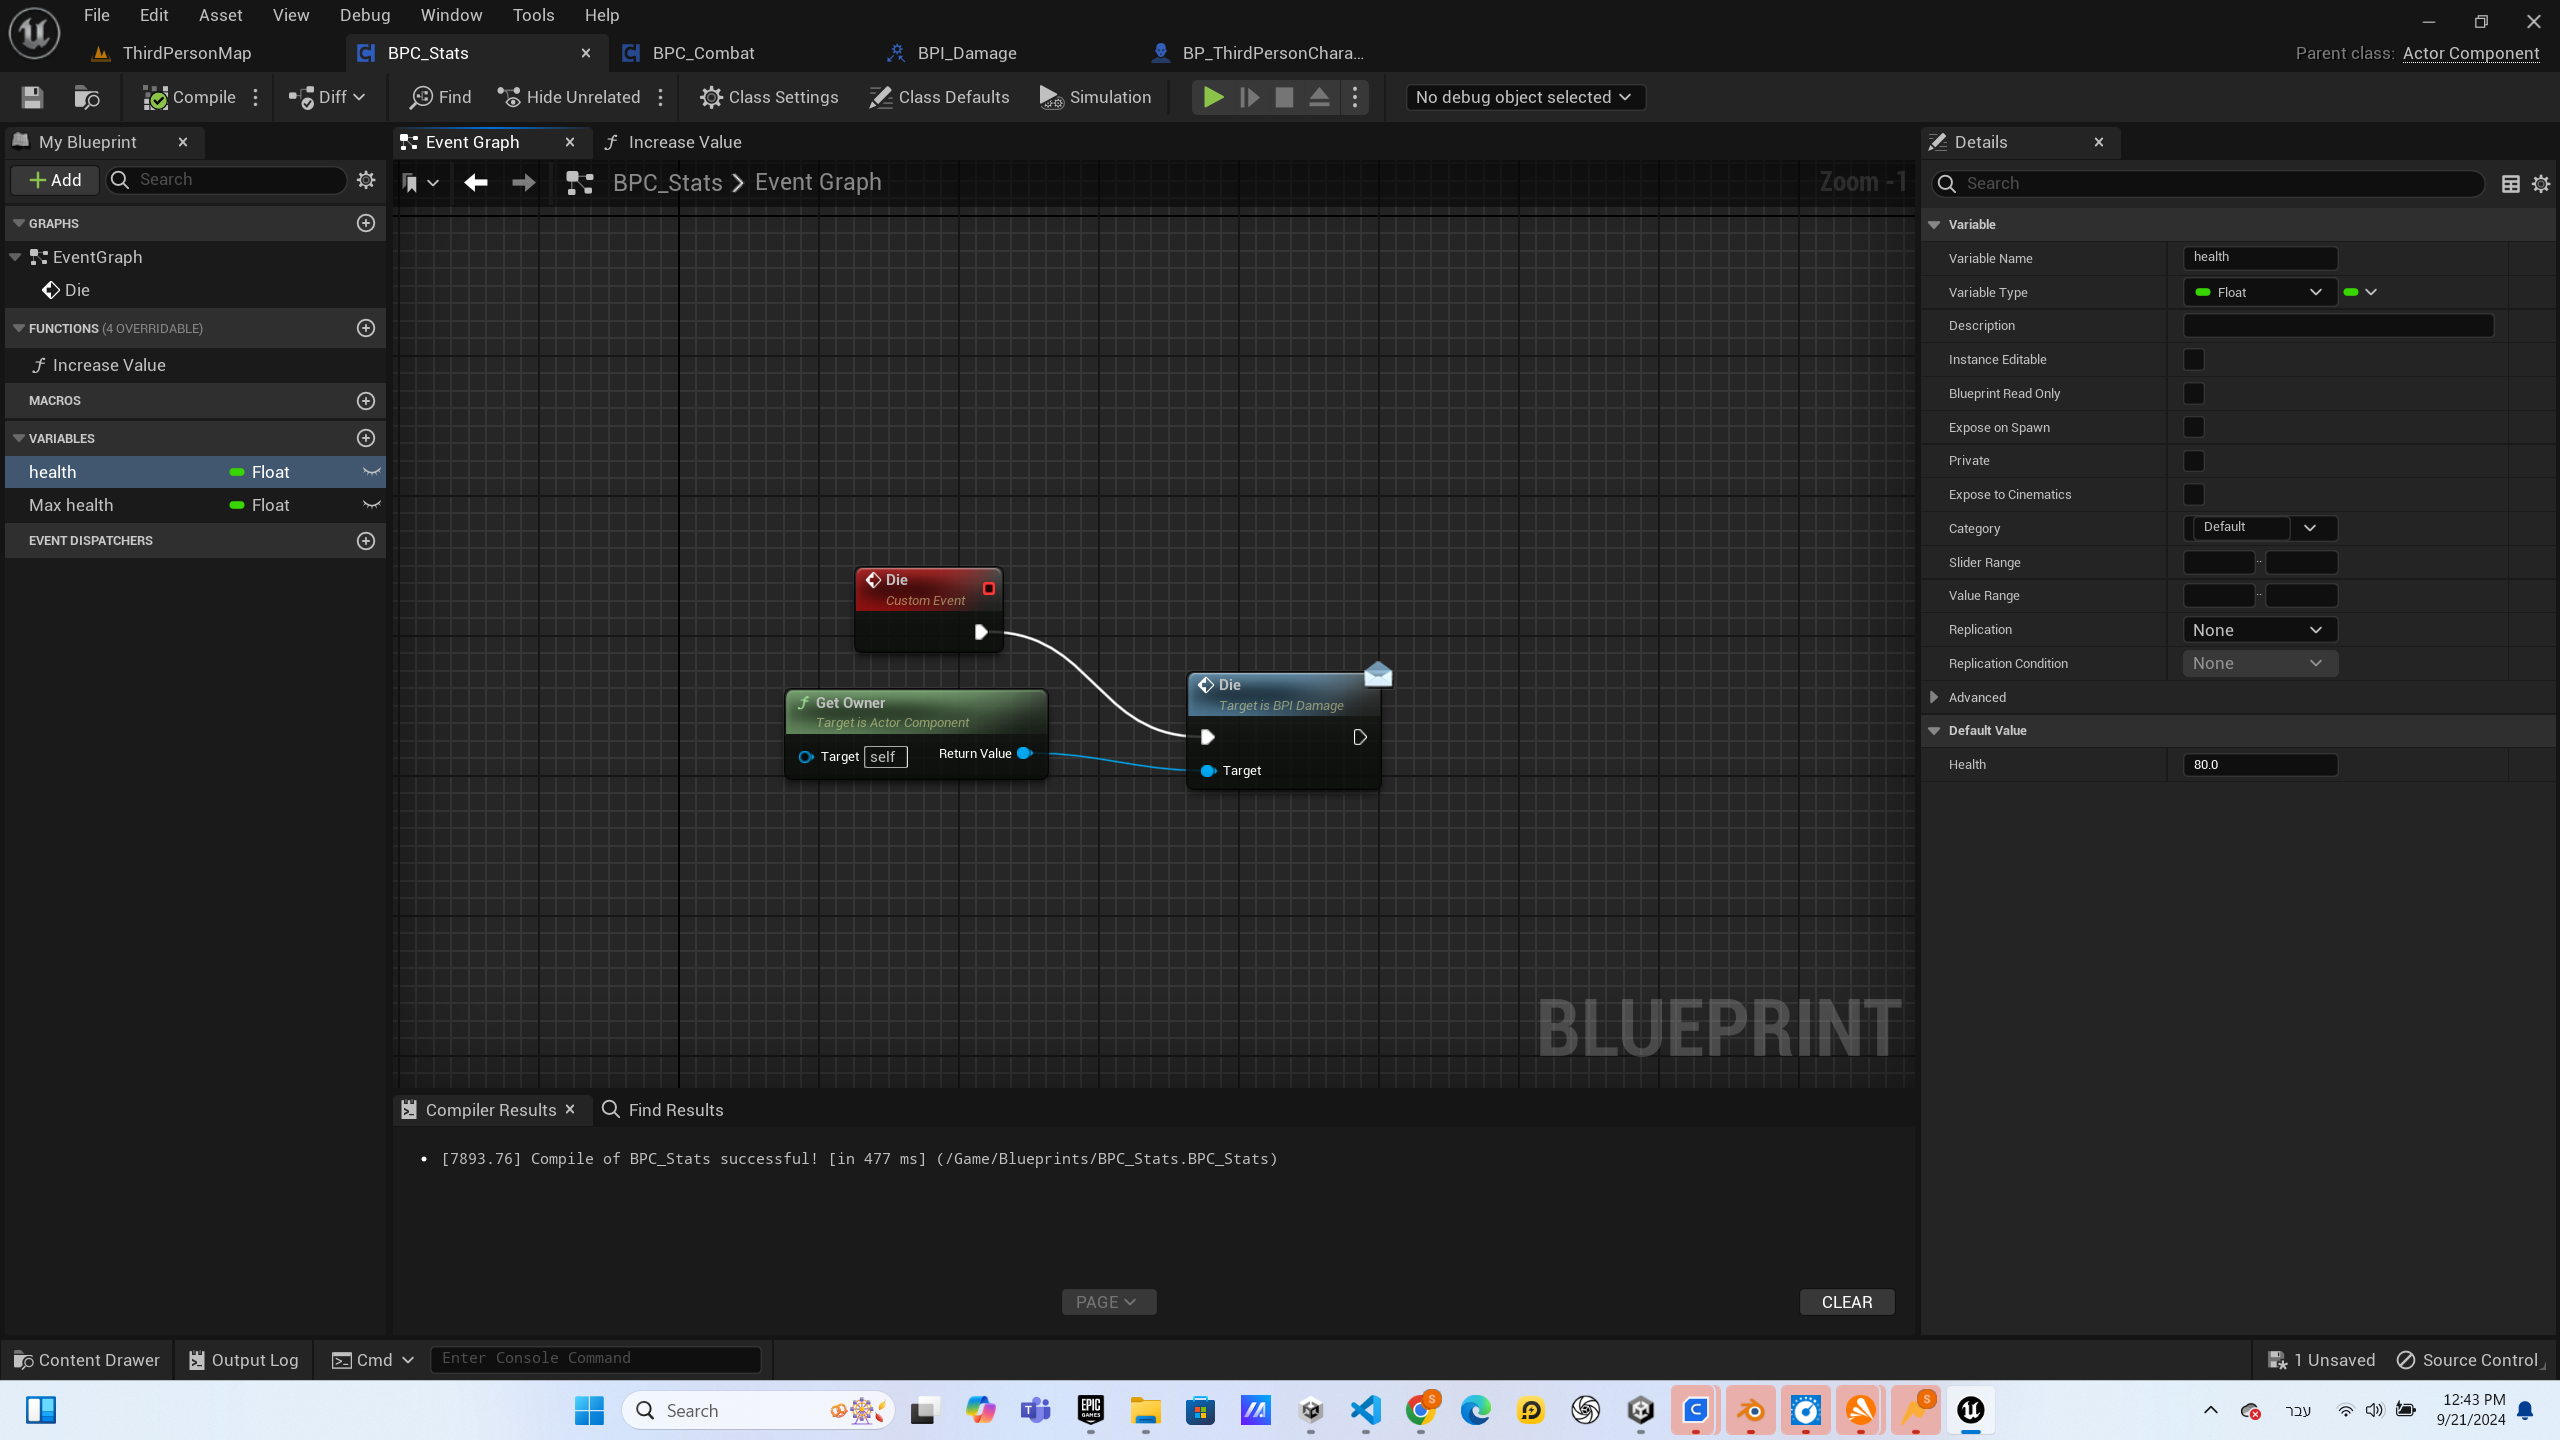 File Edit Asset View Debug Window Tools Help
ThirdPersonMap BPC_Stats BPC_Combat BPI_Damage BP_ThirdPersonChara... Parent class: Actor Component
Compile Diff Find Hide Unrelated Class Settings Class Defaults Simulation No debug object selected
My Blueprint
Add Search
GRAPHS
EventGraph
Die
FUNCTIONS (4 OVERRIDABLE)
Increase Value
MACROS
VARIABLES
health Float
Max health Float
EVENT DISPATCHERS
Event Graph Increase Value
BPC_Stats > Event Graph Zoom -1
Die
Custom Event
Get Owner
Target is Actor Component
Target self Return Value
Die
Target is BPI Damage
Target
BLUEPRINT
Compiler Results Find Results
• [7893.76] Compile of BPC_Stats successful! [in 477 ms] (/Game/Blueprints/BPC_Stats.BPC_Stats)
PAGE CLEAR
Details
Search
Variable
Variable Name health
Variable Type Float
Description
Instance Editable
Blueprint Read Only
Expose on Spawn
Private
Expose to Cinematics
Category Default
Slider Range ..
Value Range ..
Replication None
Replication Condition None
Advanced
Default Value
Health 80.0
Content Drawer Output Log Cmd Enter Console Command 1 Unsaved Source Control
Search EPIC GAMES S S עבר 12:43 PM
9/21/2024